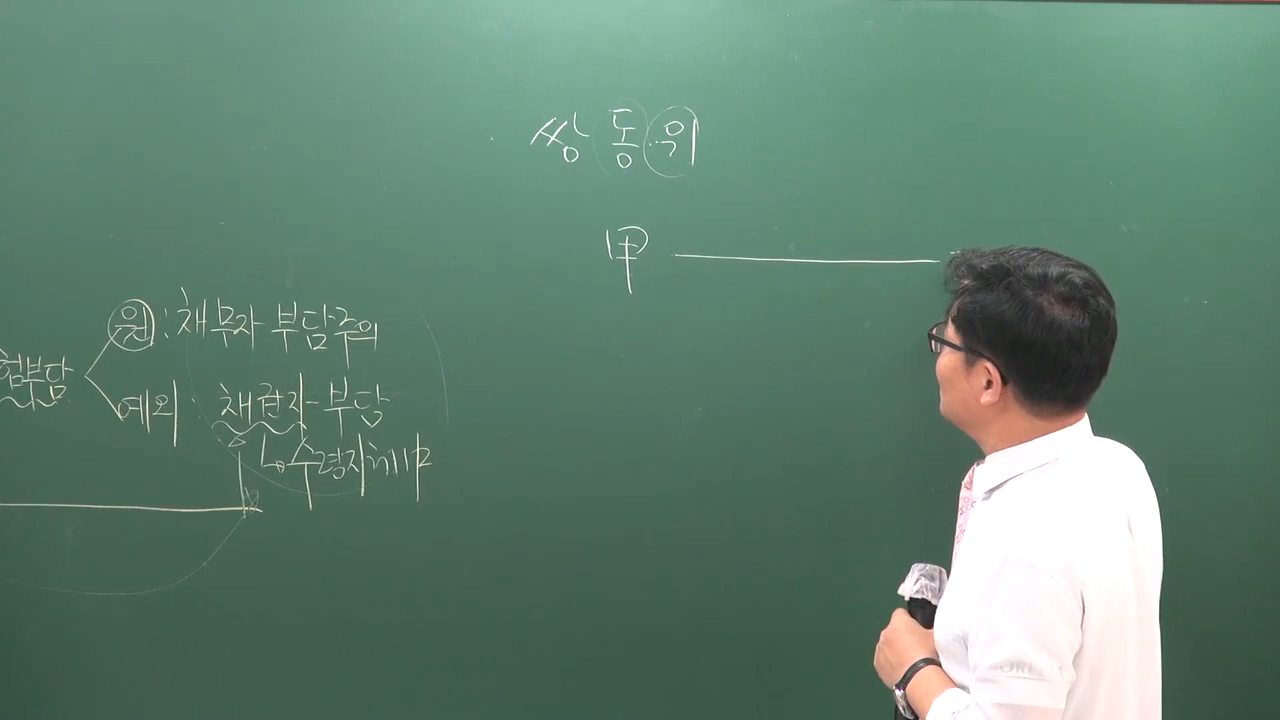 쌍 동 위
甲
원 : 채무자 부담주의
험부담
예외 : 채권자 부담
↳ 수령지체中